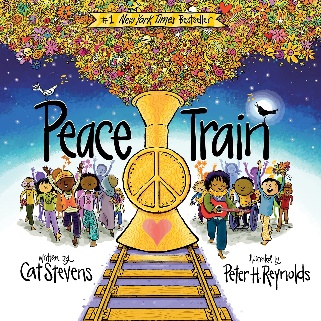 #1 New York Times Bestseller
Peace Train
written by
Cat Stevens
illustrated by
Peter H. Reynolds